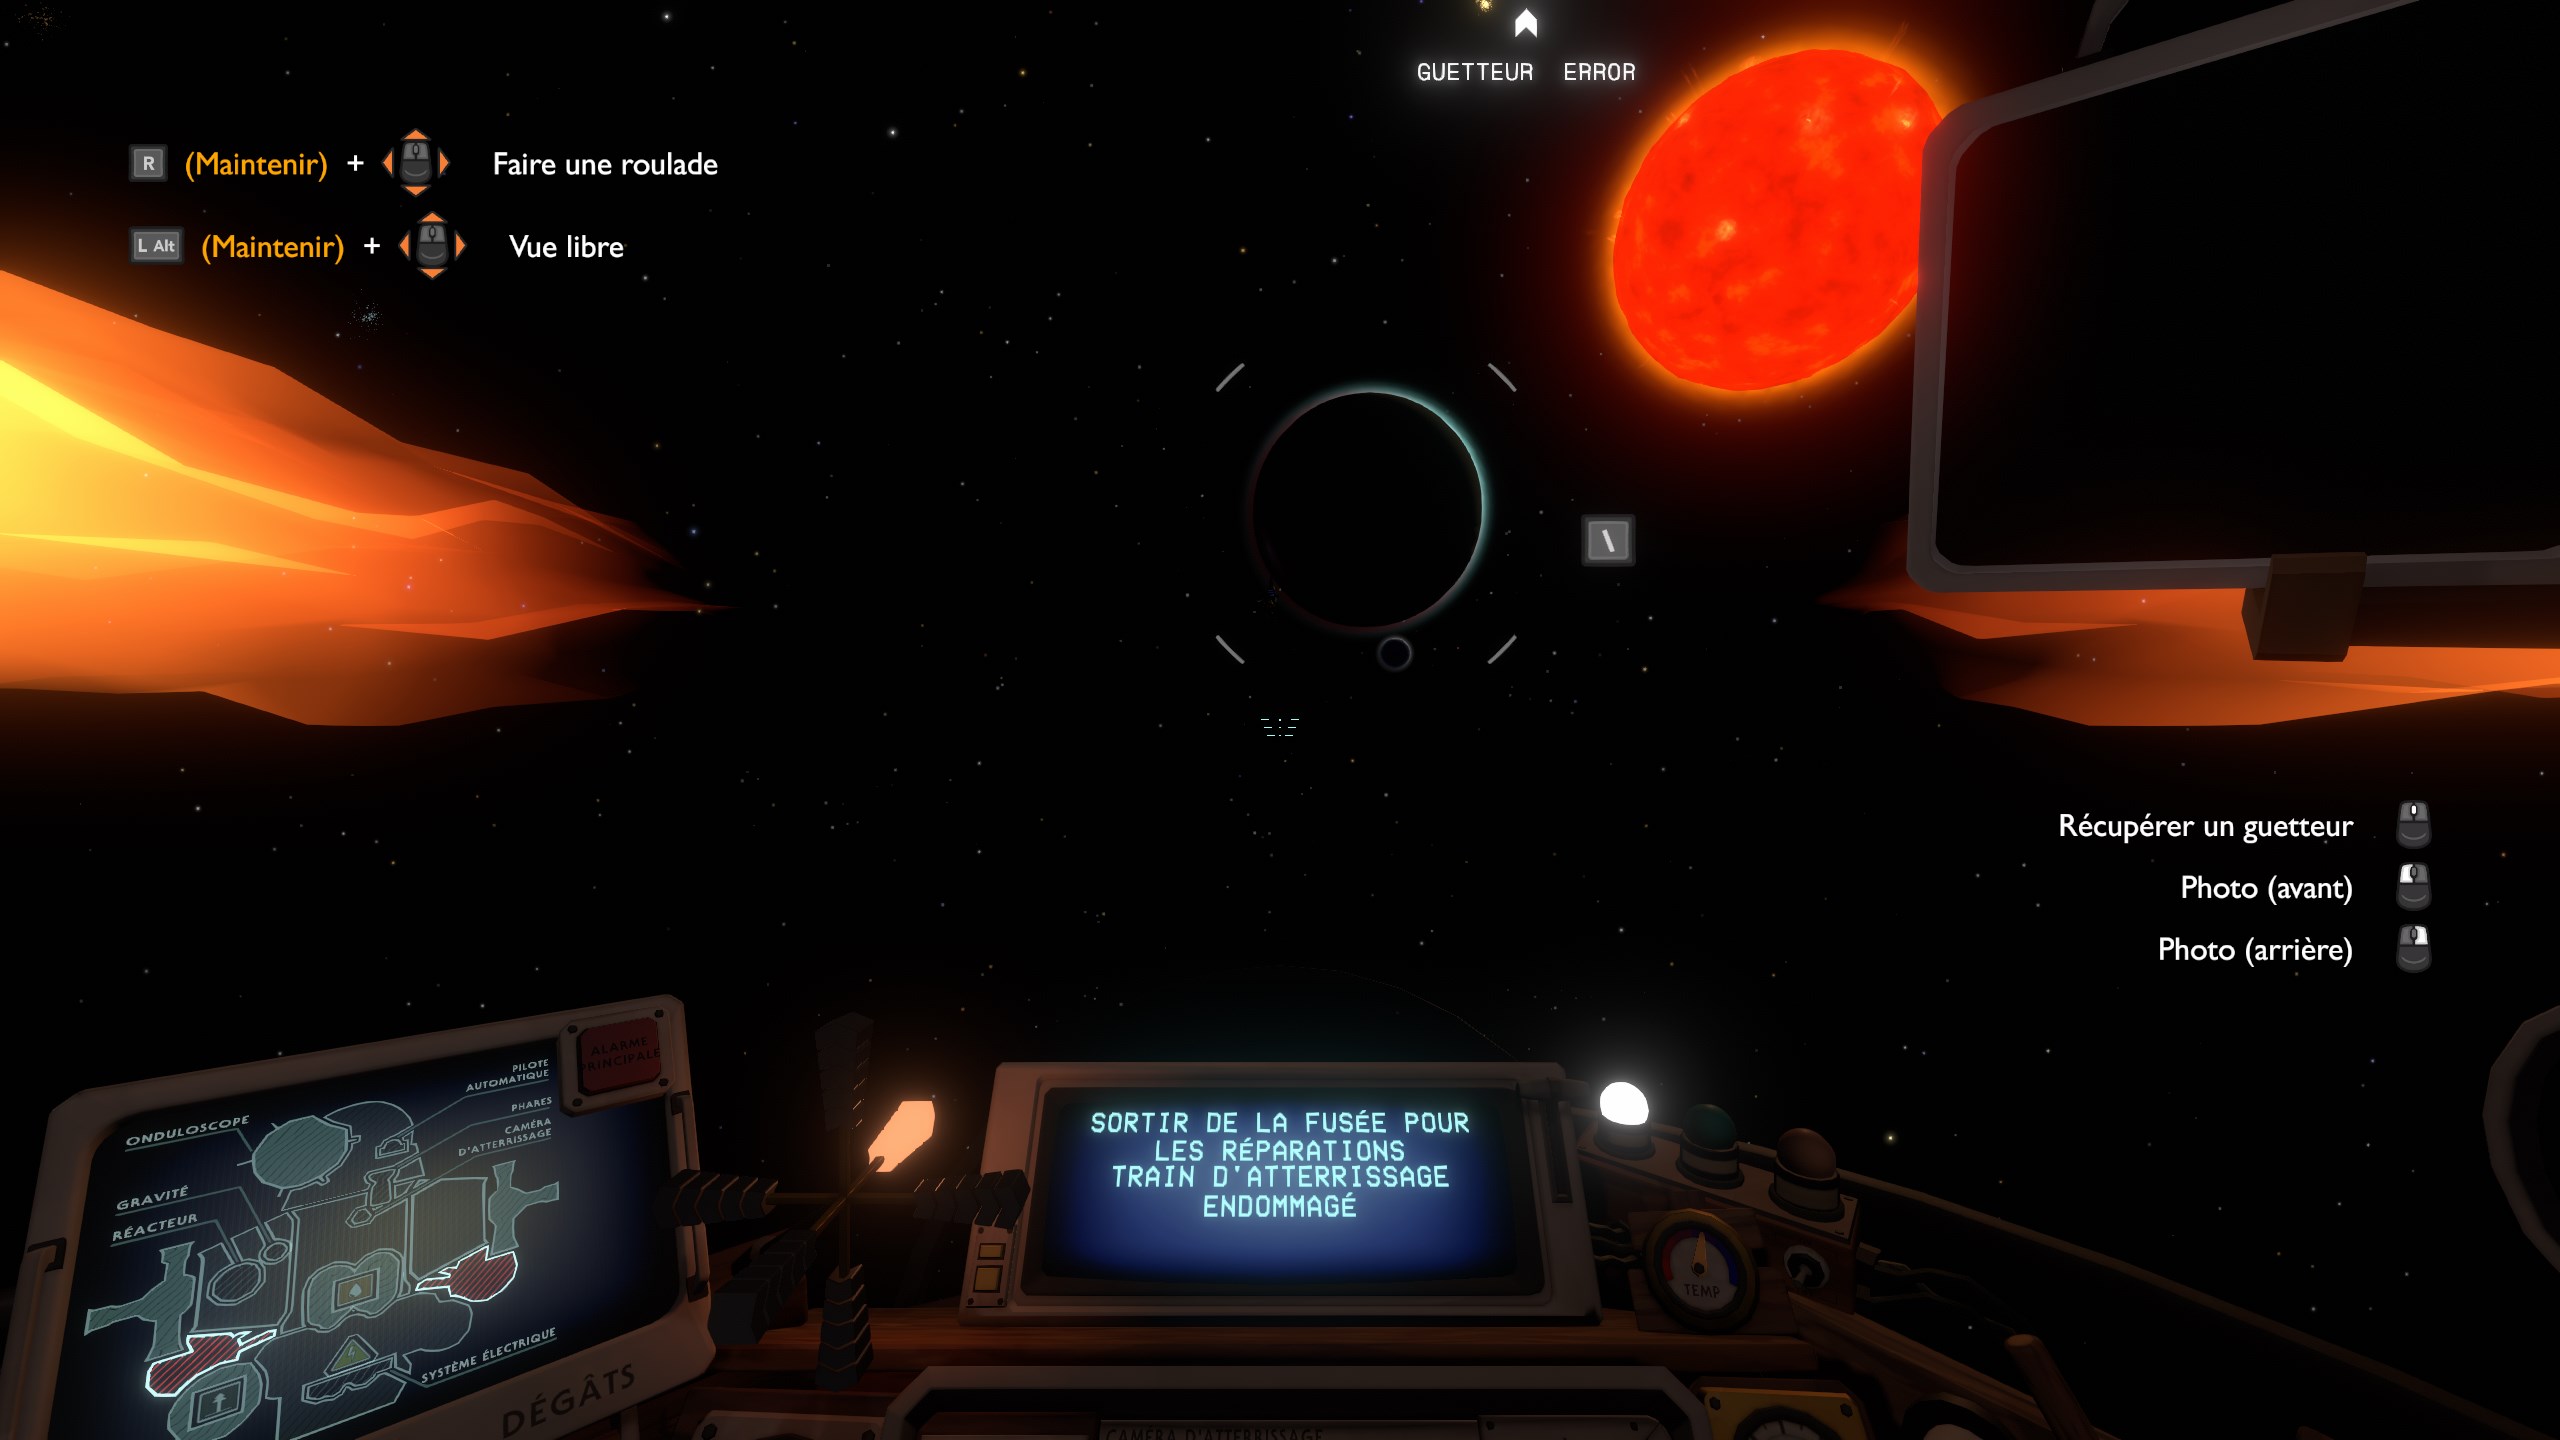 GUETTEUR ERROR
R (Maintenir) + Faire une roulade
L Alt (Maintenir) + Vue libre
\
Récupérer un guetteur
Photo (avant)
Photo (arrière)
ALARME
PRINCIPALE
PILOTE
AUTOMATIQUE
PHARES
CAMÉRA
D'ATTERRISSAGE
ONDULOSCOPE
GRAVITÉ
RÉACTEUR
SYSTÈME ÉLECTRIQUE
DÉGÂTS
SORTIR DE LA FUSÉE POUR
LES RÉPARATIONS
TRAIN D'ATTERRISSAGE
ENDOMMAGÉ
TEMP
CAMÉRA D'ATTERRISSAGE